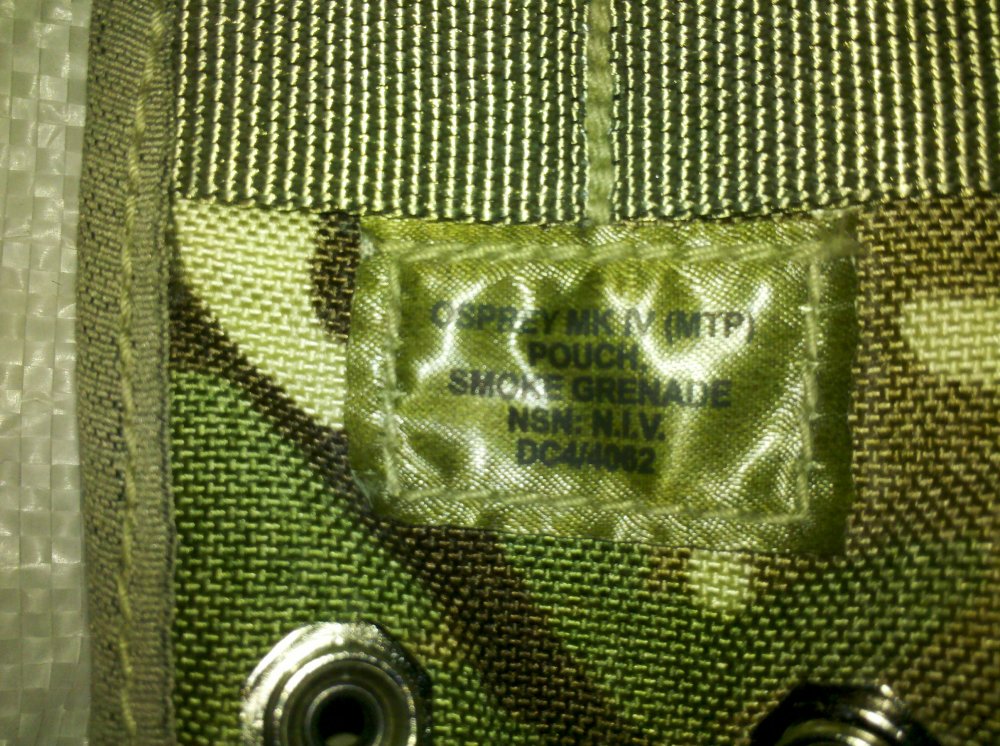 OSPREY MK IV (MTP)
POUCH,
SMOKE GRENADE
NSN: N.I.V.
DC4/4062